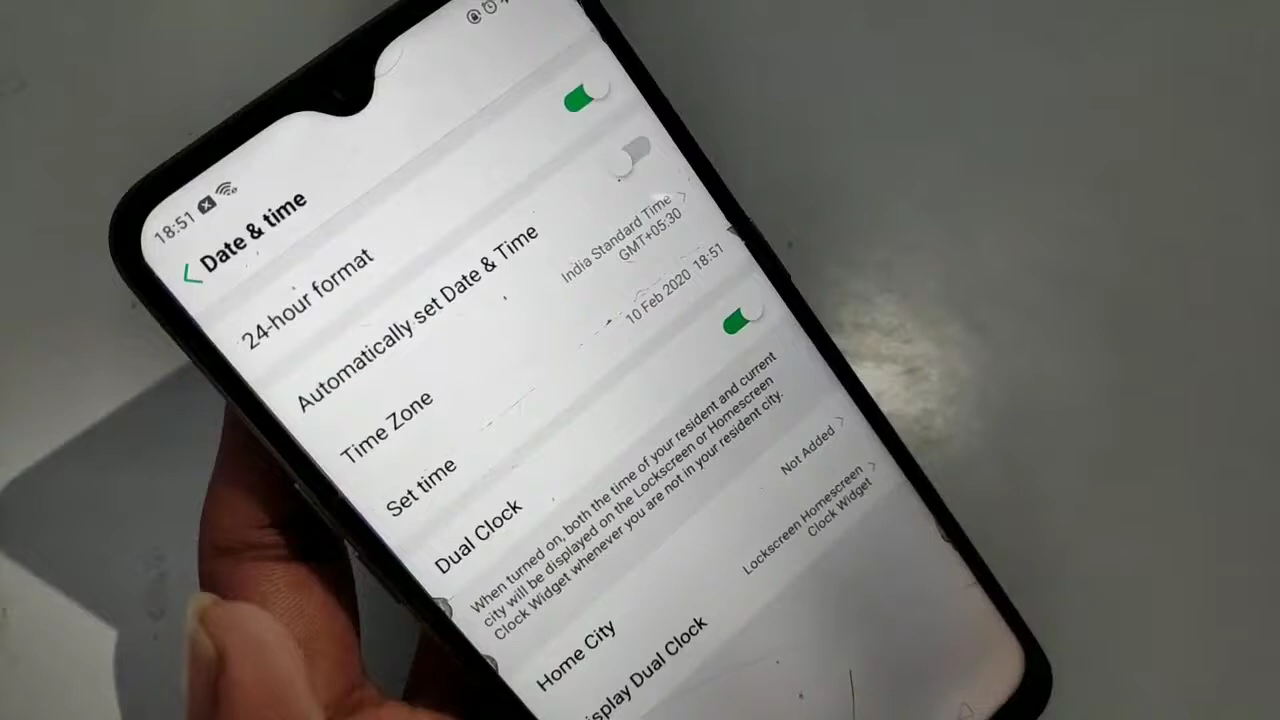 18:51
Date & time
24-hour format
Automatically set Date & Time
Time Zone
India Standard Time
GMT+05:30
Set time
10 Feb 2020 18:51
Dual Clock
When turned on, both the time of your resident and current
city will be displayed on the Lockscreen or Homescreen
Clock Widget whenever you are not in your resident city.
Home City
Not Added
isplay Dual Clock
Lockscreen Homescreen
Clock Widget